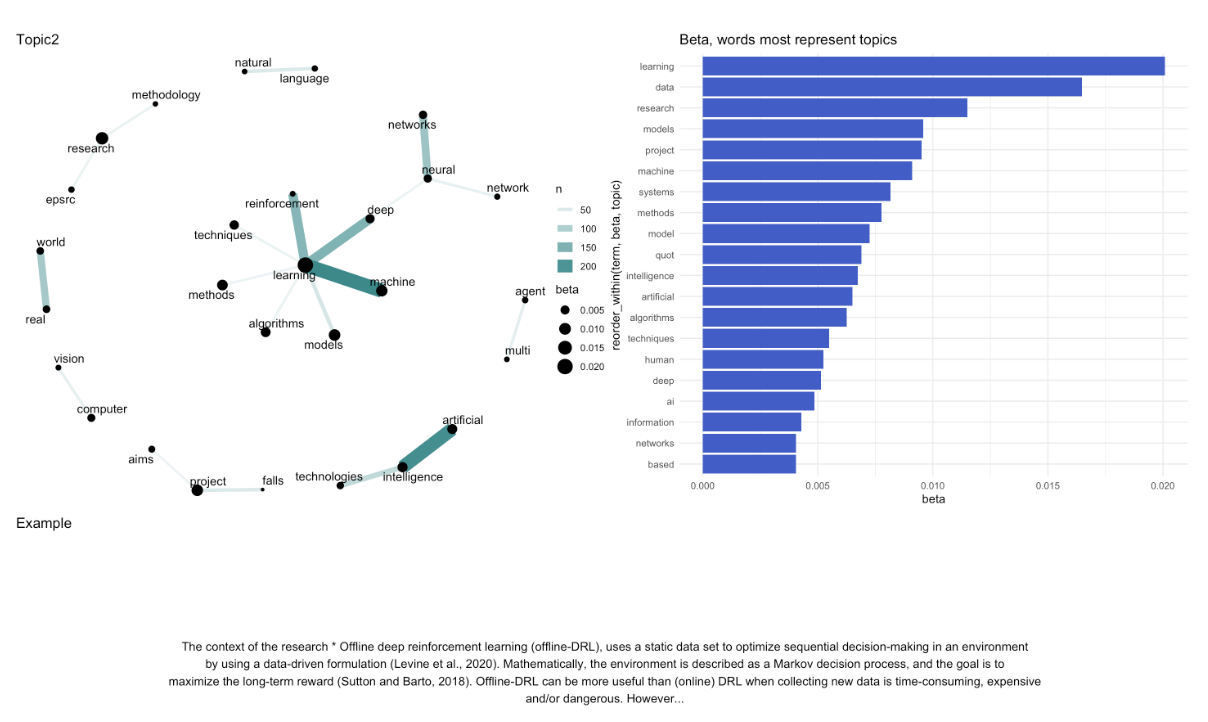 Topic2
natural
language
methodology
research
epsrc
networks
neural
network
reinforcement
deep
techniques
learning
machine
methods
algorithms
models
world
real
agent
multi
vision
computer
aims
project
falls
artificial
technologies
intelligence
n
50
100
150
200
beta
0.005
0.010
0.015
0.020
Beta, words most represent topics
reorder_within(term, beta, topic)
learning
data
research
models
project
machine
systems
methods
model
quot
intelligence
artificial
algorithms
techniques
human
deep
ai
information
networks
based
0.000
0.005
0.010
0.015
0.020
beta
Example
The context of the research * Offline deep reinforcement learning (offline-DRL), uses a static data set to optimize sequential decision-making in an environment
by using a data-driven formulation (Levine et al., 2020). Mathematically, the environment is described as a Markov decision process, and the goal is to
maximize the long-term reward (Sutton and Barto, 2018). Offline-DRL can be more useful than (online) DRL when collecting new data is time-consuming, expensive
and/or dangerous. However...